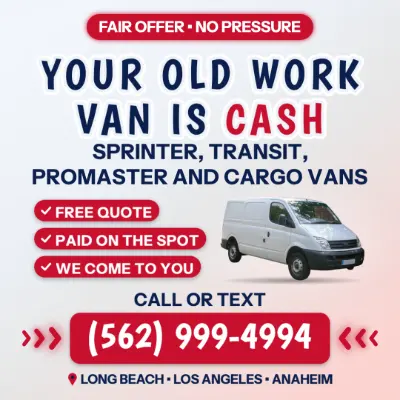 FAIR OFFER • NO PRESSURE
YOUR OLD WORK
VAN IS CASH
SPRINTER, TRANSIT,
PROMASTER AND CARGO VANS
FREE QUOTE
PAID ON THE SPOT
WE COME TO YOU
CALL OR TEXT
(562) 999-4994
LONG BEACH • LOS ANGELES • ANAHEIM